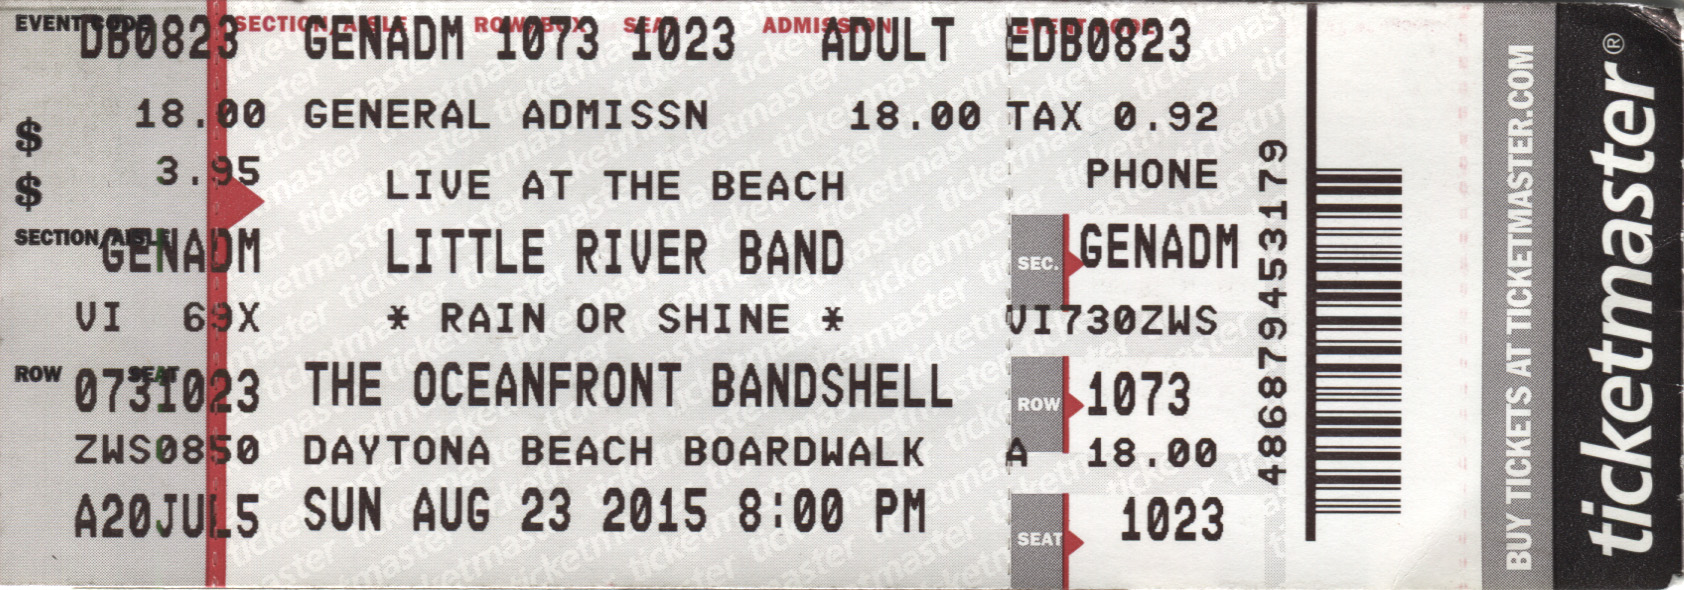 EVENT CODE SECTION/AISLE ROW/BOX SEAT ADMISSION EVENT CODE
DB0823 GENADM 1073 1023 ADULT EDB0823
$ 18.00 GENERAL ADMISSN 18.00 TAX 0.92
$ 3.95 LIVE AT THE BEACH PHONE
SECTION/AISLE
GENADM LITTLE RIVER BAND SEC. GENADM
VI 69X * RAIN OR SHINE * VI730ZWS
ROW SEAT
0731023 THE OCEANFRONT BANDSHELL ROW 1073
ZWS0850 DAYTONA BEACH BOARDWALK A 18.00
A20JUL5 SUN AUG 23 2015 8:00 PM SEAT 1023
486879453179
BUY TICKETS AT TICKETMASTER.COM
ticketmaster®